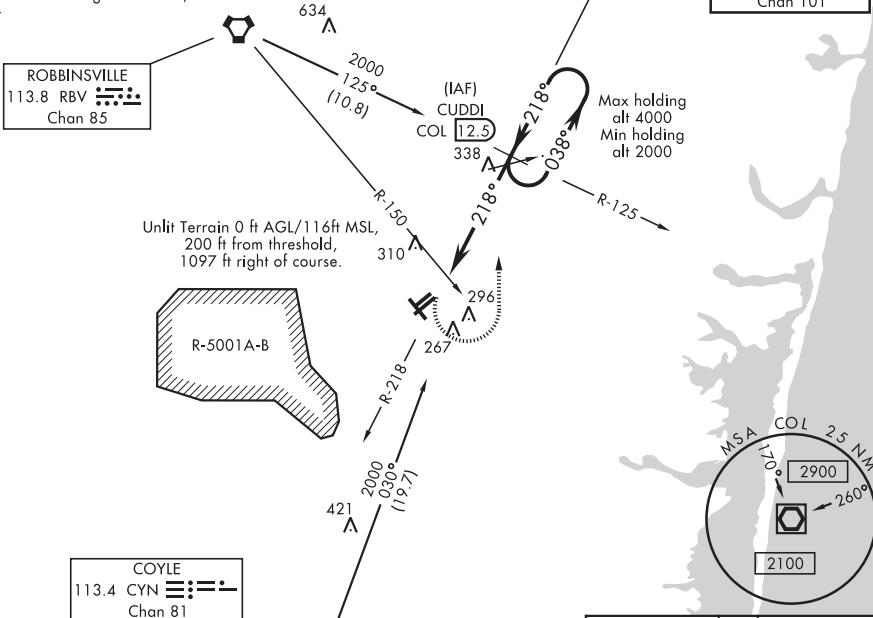 634
Chan 101
ROBBINSVILLE
113.8 RBV
Chan 85
2000
125°
(10.8)
(IAF)
CUDDI
COL 12.5
338
218°
038°
Max holding
alt 4000
Min holding
alt 2000
R-150
218°
R-125
Unlit Terrain 0 ft AGL/116ft MSL,
200 ft from threshold,
1097 ft right of course.
310
296
267
R-5001A-B
R-218
2000
030°
(19.7)
421
MSA COL 25 NM
170°
2900
260°
2100
COYLE
113.4 CYN
Chan 81